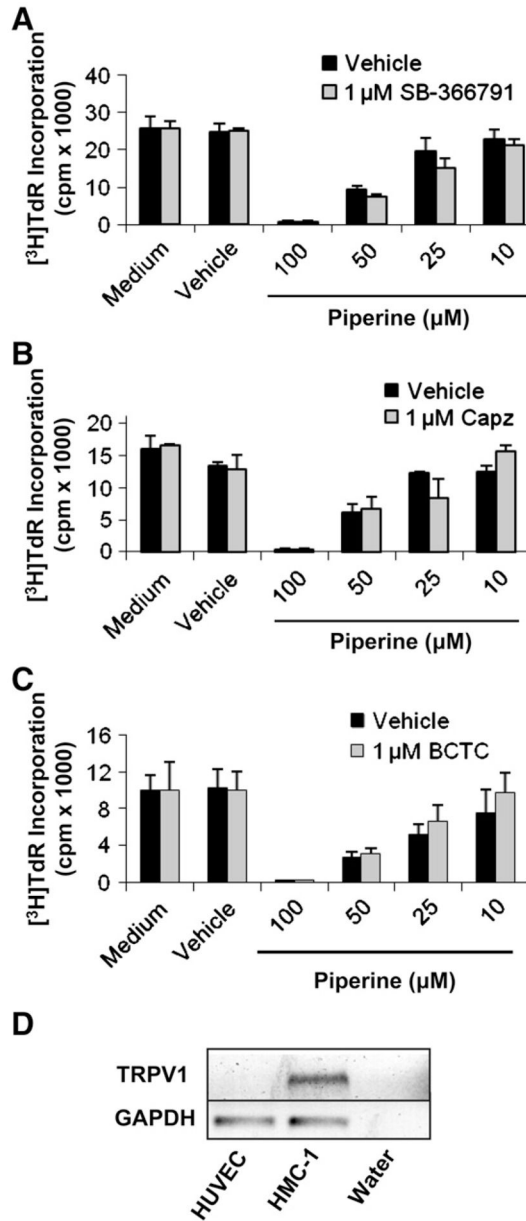 A
[³H]TdR Incorporation
(cpm x 1000)
Vehicle
1 µM SB-366791
40
30
20
10
0
Medium
Vehicle
100
50
25
10
Piperine (µM)
B
[³H]TdR Incorporation
(cpm x 1000)
Vehicle
1 µM Capz
20
15
10
5
0
Medium
Vehicle
100
50
25
10
Piperine (µM)
C
[³H]TdR Incorporation
(cpm x 1000)
Vehicle
1 µM BCTC
16
12
8
4
0
Medium
Vehicle
100
50
25
10
Piperine (µM)
D
TRPV1
GAPDH
HUVEC
HMC-1
Water